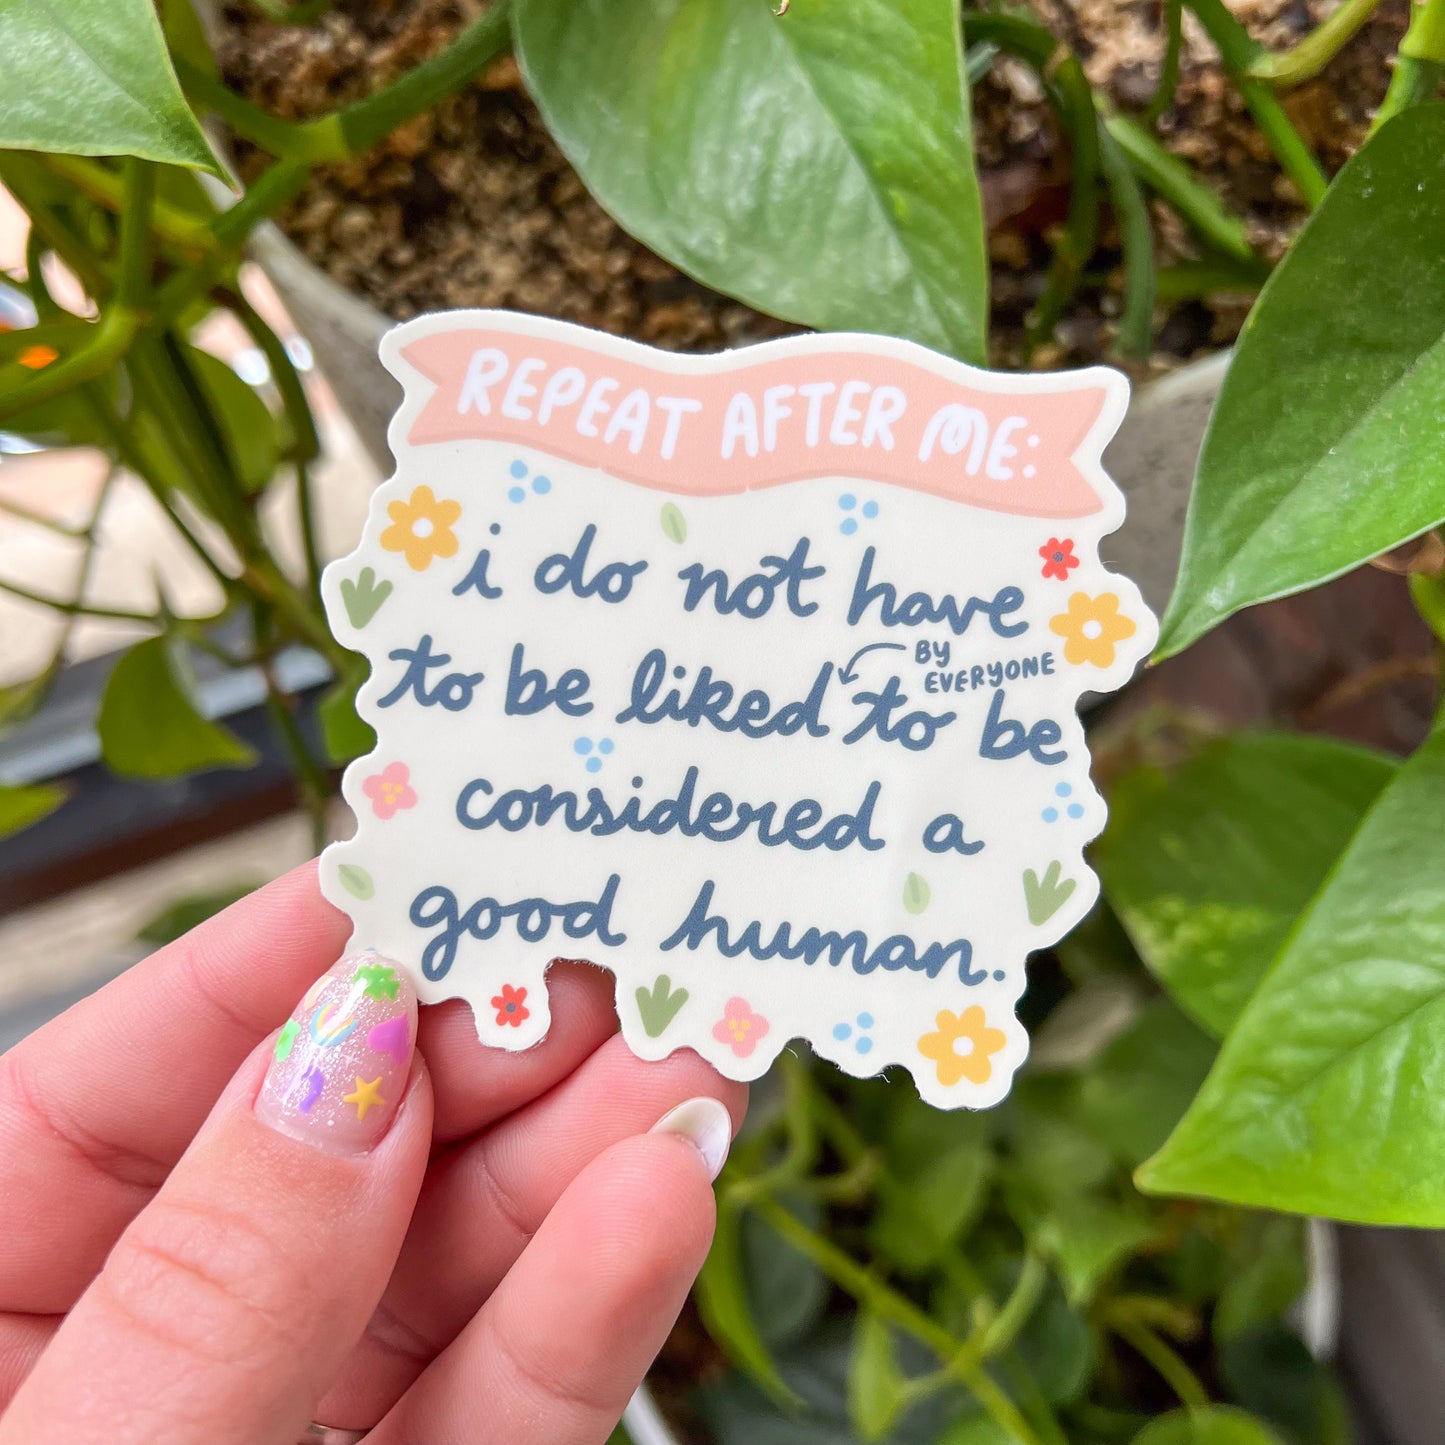 REPEAT AFTER ME:
i do not have
to be liked to be
BY
EVERYONE
considered a
good human.